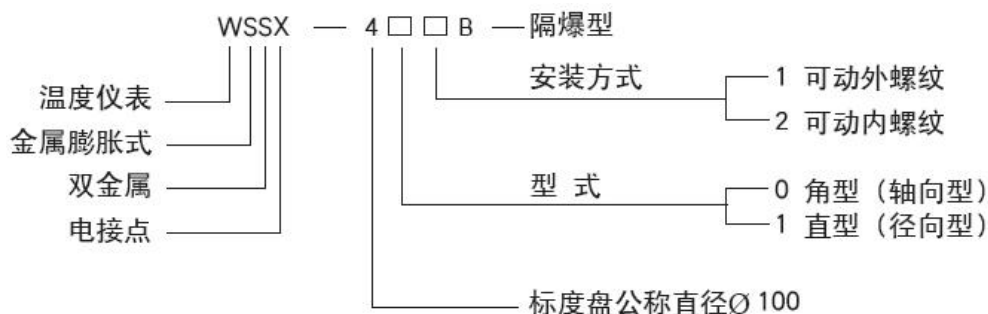 WSSX — 4□□B — 隔爆型
安装方式
1 可动外螺纹
2 可动内螺纹
温度仪表
金属膨胀式
双金属
电接点
型 式
0 角型（轴向型）
1 直型（径向型）
标度盘公称直径Ø 100